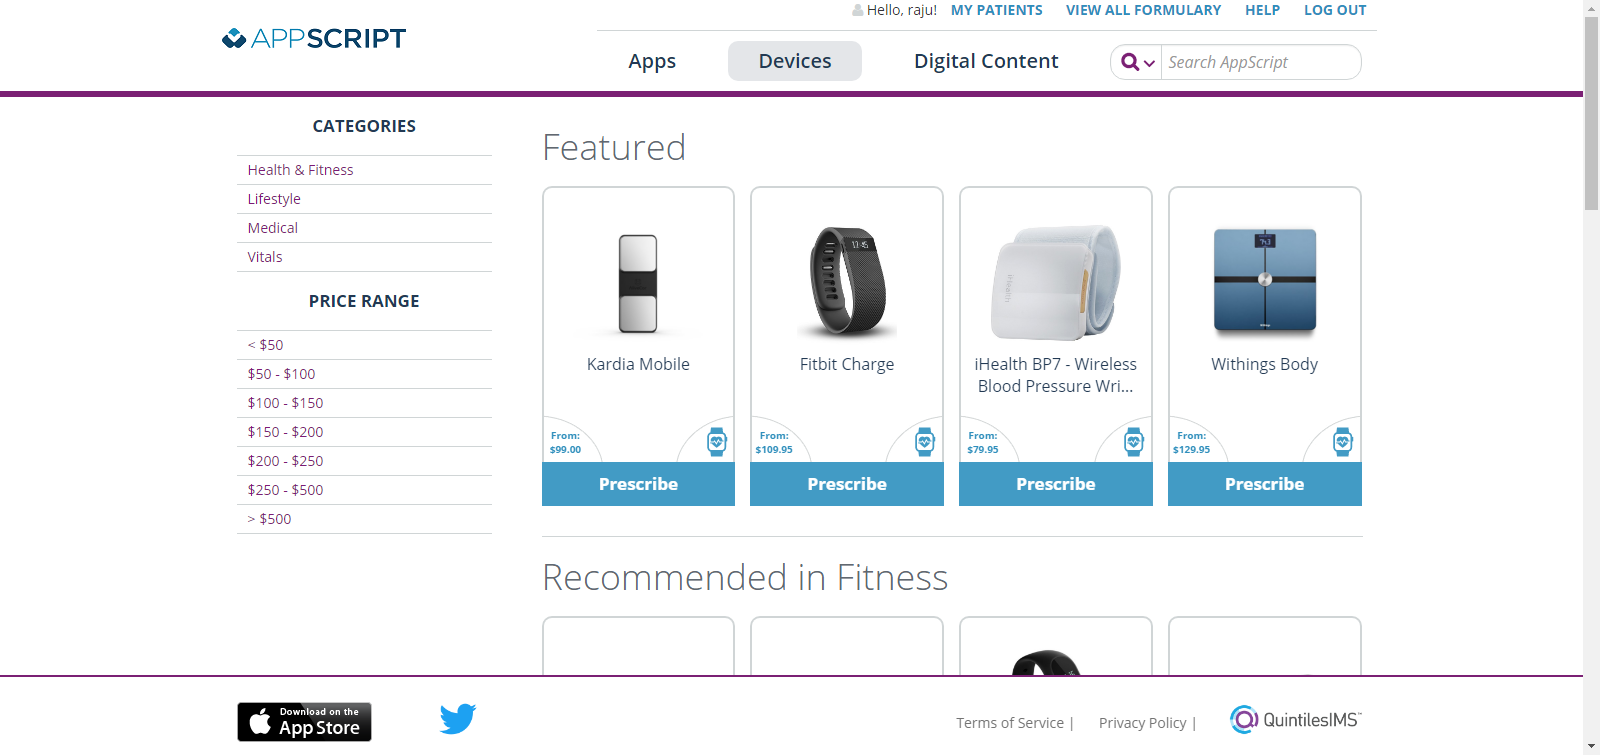 Hello, raju! MY PATIENTS VIEW ALL FORMULARY HELP LOG OUT
APPSCRIPT
Apps Devices Digital Content Search AppScript
CATEGORIES
Health & Fitness
Lifestyle
Medical
Vitals
PRICE RANGE
< $50
$50 - $100
$100 - $150
$150 - $200
$200 - $250
$250 - $500
> $500
Featured
12:45
iHealth
Kardia Mobile
Fitbit Charge
iHealth BP7 - Wireless
Blood Pressure Wri...
Withings Body
From:
$99.00
From:
$109.95
From:
$79.95
From:
$129.95
Prescribe Prescribe Prescribe Prescribe
Recommended in Fitness
Download on the
App Store
Terms of Service | Privacy Policy |
QuintilesIMS™